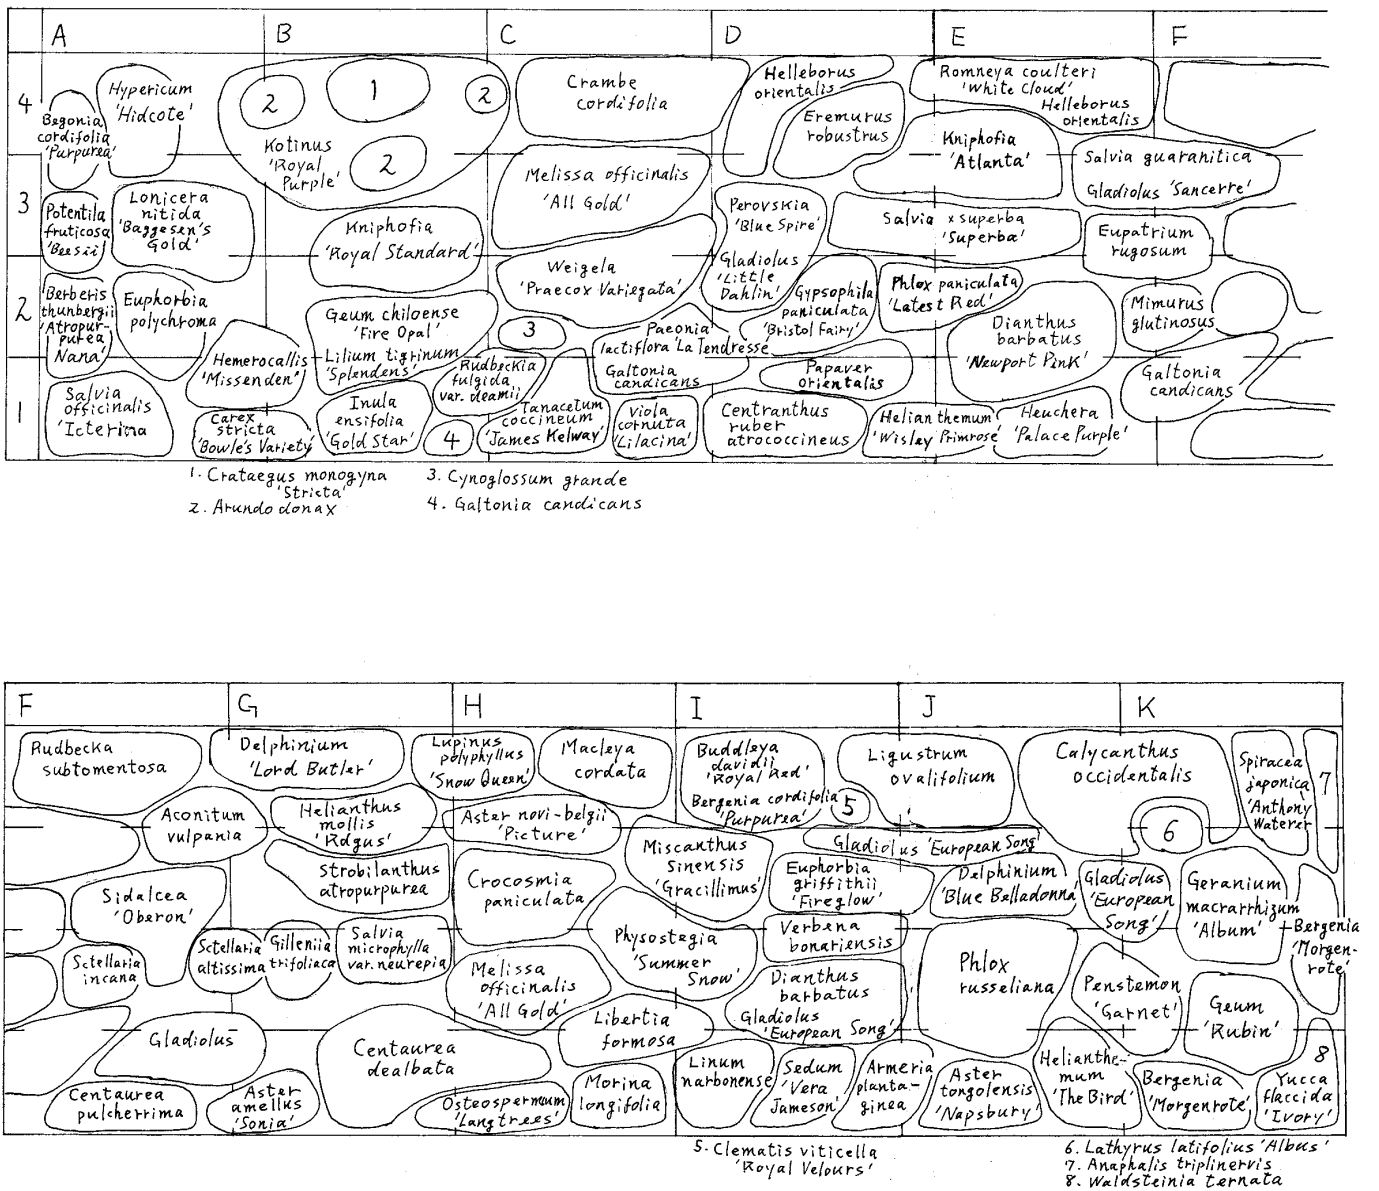 A B C D E F
4
3
2
1
Hypericum
'Hidcote'
Begonia
cordifolia
'Purpurea'
2
1
2
Kotinus
'Royal
Purple'
2
Crambe
cordifolia
Helleborus
orientalis
Eremurus
robustrus
Romneya coulteri
'White Cloud'
Helleborus
orientalis
Kniphofia
'Atlanta'
Salvia guaranitica
Gladiolus 'Sancerre'
Potentila
fruticosa
'Beesii'
Lonicera
nitida
'Baggesen's
Gold'
Kniphofia
'Royal Standard'
Melissa officinalis
'All Gold'
Weigela
'Praecox Variegata'
Perovskia
'Blue Spire'
Gladiolus
'Little
Dahlin'
Salvia x superba
'Superba'
Eupatrium
rugosum
Berberis
thunbergii
'Atropur-
purea
Nana'
Euphorbia
polychroma
Hemerocallis
'Missenden'
Geum chiloense
'Fire Opal'
Lilium tigrinum
'Splendens'
3
Paeonia
lactiflora 'La Tendresse
Galtonia
candicans
Gypsophila
paniculata
'Bristol Fairy'
Phlox paniculata
'Latest Red'
Dianthus
barbatus
'Newport Pink'
Mimurus
glutinosus
Galtonia
candicans
Salvia
officinalis
'Icterina
Carex
stricta
'Bowle's Variety'
Inula
ensifolia
'Gold Star'
Rudbeckia
fulgida
var. deamii
4
Tanacetum
coccineum
'James Kelway'
Viola
cornuta
'Lilacina'
Papaver
orientalis
Centranthus
ruber
atrococcineus
Helianthemum
'Wisley Primrose'
Heuchera
'Palace Purple'
1. Crataegus monogyna
'Stricta'
2. Arundo donax
3. Cynoglossum grande
4. Galtonia candicans
F G H I J K
Rudbecka
subtomentosa
Delphinium
'Lord Butler'
Lupinus
polyphyllus
'Snow Queen'
Macleya
cordata
Buddleya
davidii
'Royal Red'
Bergenia cordifolia
'Purpurea'
5
Ligustrum
ovalifolium
Calycanthus
occidentalis
6
Spiracea
japonica
'Anthony
Waterer
7
Aconitum
vulpania
Helianthus
mollis
'Rdgus'
Aster novi-belgii
'Picture'
Miscanthus
sinensis
'Gracillimus'
Gladiolus 'European Song'
Strobilanthus
atropurpurea
Crocosmia
paniculata
Euphorbia
griffithii
'Fireglow'
Delphinium
'Blue Belladonna'
Gladiolus
'European
Song'
Geranium
macrarrhizum
'Album'
Bergenia
'Morgen-
rote'
Sidalcea
'Oberon'
Sctellaria
incana
Sctellaria
altissima
Gilleniia
trifoliaca
Salvia
microphylla
var. neurepia
Melissa
officinalis
'All Gold'
Physostegia
'Summer
Snow'
Verbena
bonariensis
Dianthus
barbatus
Gladiolus
'European Song'
Phlox
russeliana
Penstemon
'Garnet'
Geum
'Rubin'
8
Gladiolus
Centaurea
dealbata
Libertia
formosa
Centaurea
pulcherrima
Aster
amellus
'Sonia'
Osteospermum
'Langtrees'
Morina
longifolia
Linum
narbonense
Sedum
'Vera
Jameson'
Armeria
planta-
ginea
Aster
tongolensis
'Napsbury'
Helianthe-
mum
'The Bird'
Bergenia
'Morgenrote'
Yucca
flaccida
'Ivory'
5. Clematis viticella
'Royal Velours'
6. Lathyrus latifolius 'Albus'
7. Anaphalis triplinervis
8. Waldsteinia ternata